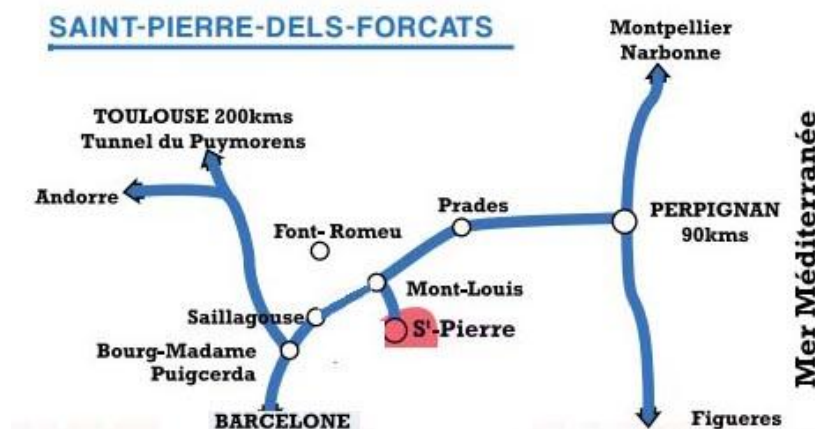 SAINT-PIERRE-DELS-FORCATS
Montpellier
Narbonne
TOULOUSE 200kms
Tunnel du Puymorens
Andorre
Font- Romeu
Prades
PERPIGNAN
90kms
Mer Méditerranée
Mont-Louis
Saillagouse
St-Pierre
Bourg-Madame
Puigcerda
BARCELONE
Figueres